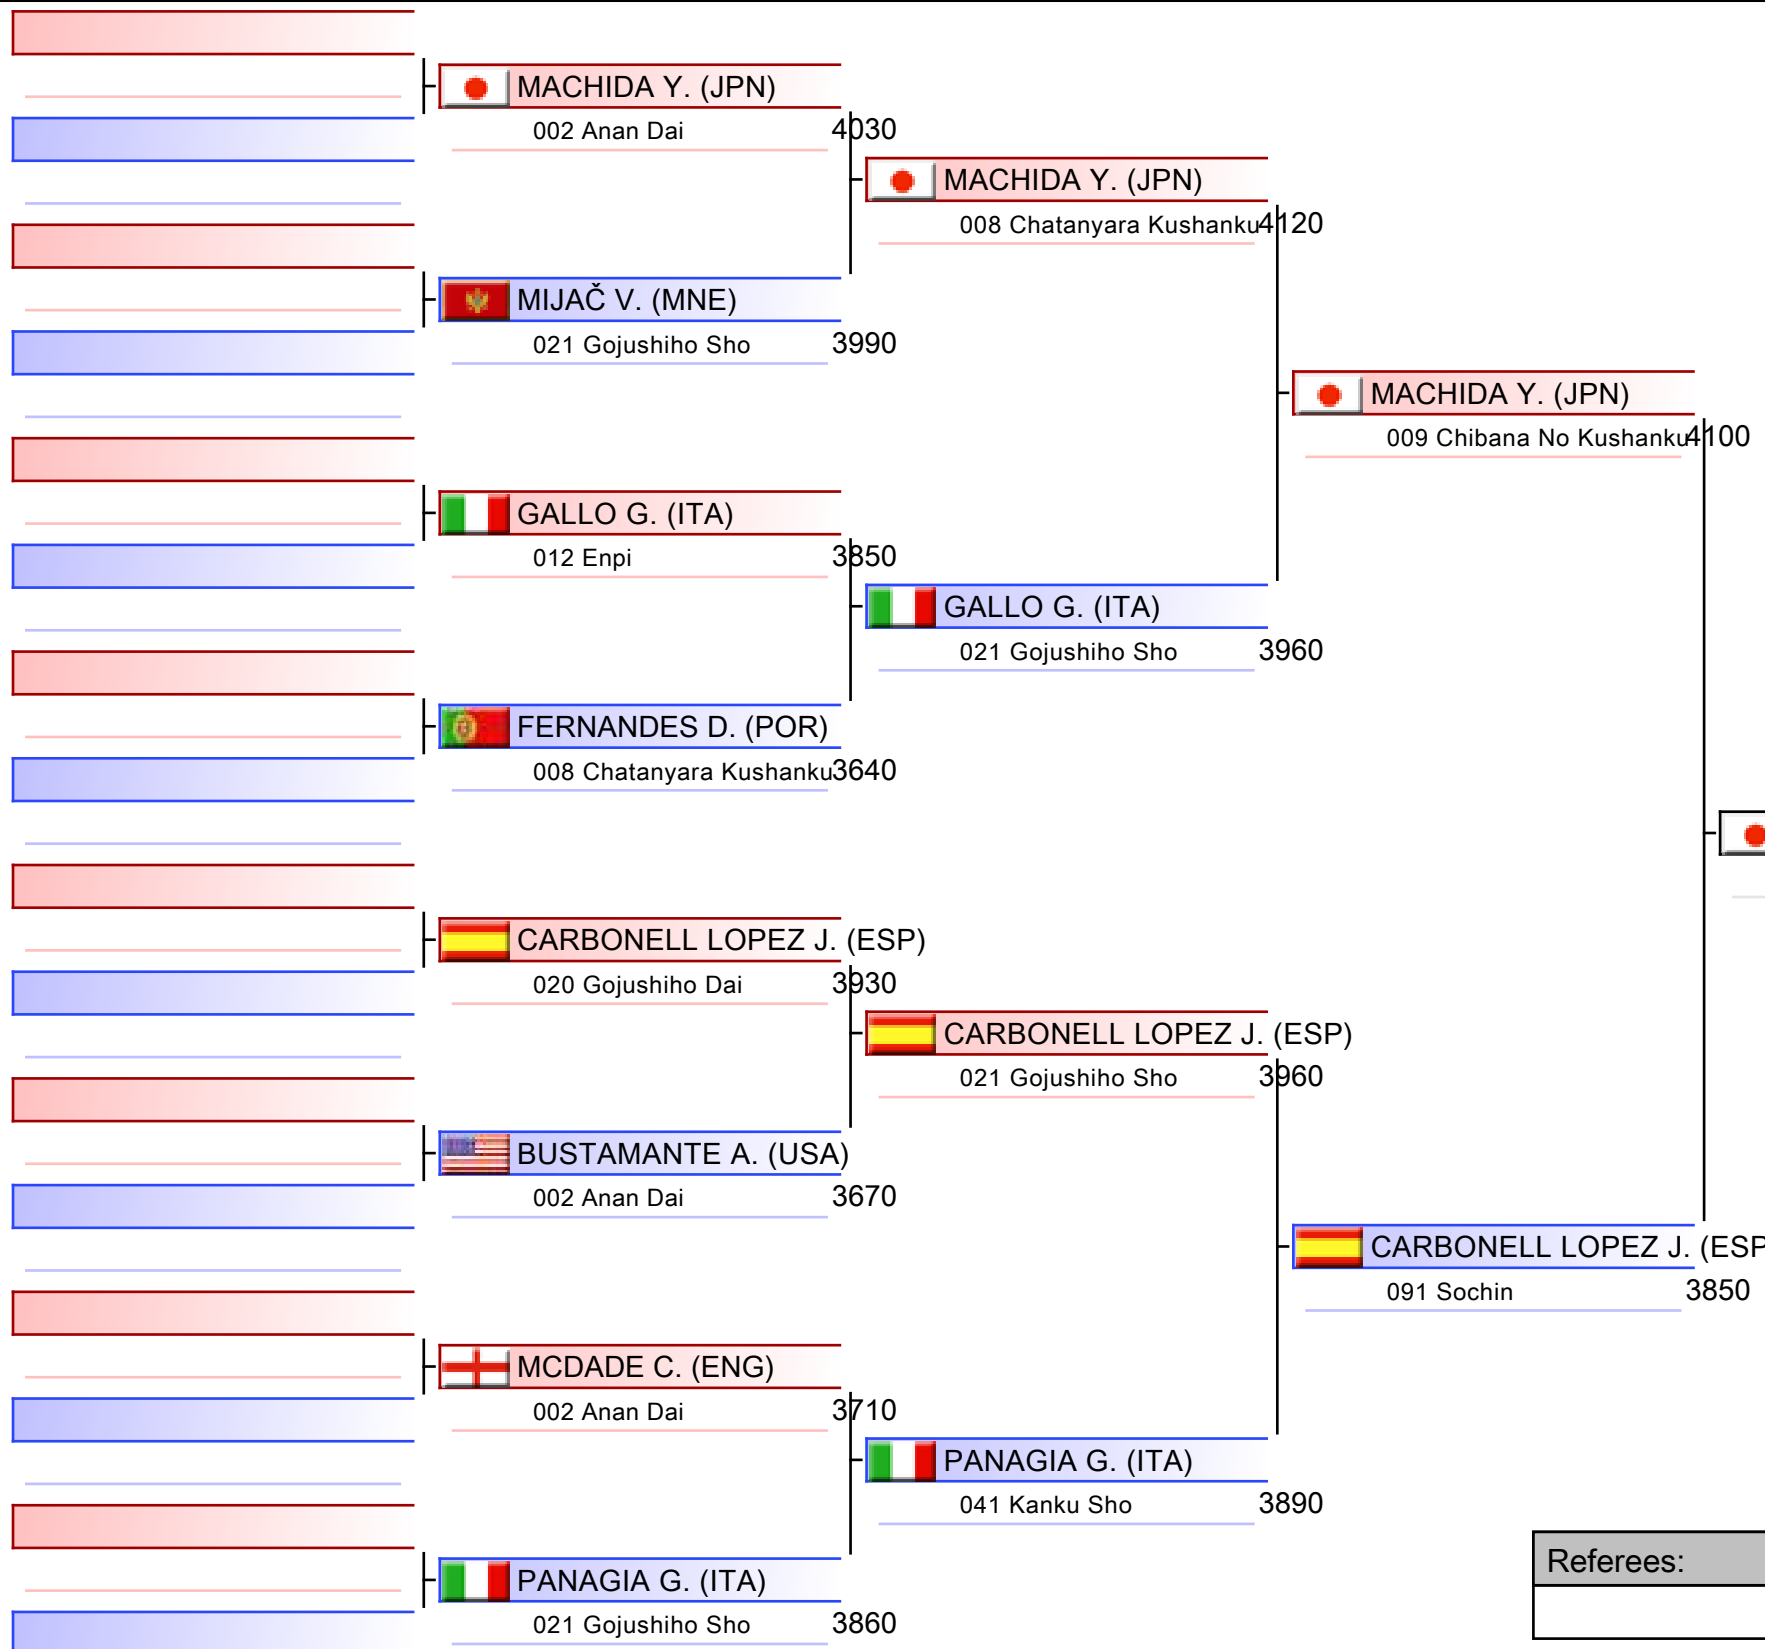 MACHIDA Y. (JPN)
002 Anan Dai 4030
MIJAČ V. (MNE)
021 Gojushiho Sho 3990
GALLO G. (ITA)
012 Enpi 3850
FERNANDES D. (POR)
008 Chatanyara Kushanku 3640
CARBONELL LOPEZ J. (ESP)
020 Gojushiho Dai 3930
BUSTAMANTE A. (USA)
002 Anan Dai 3670
MCDADE C. (ENG)
002 Anan Dai 3710
PANAGIA G. (ITA)
021 Gojushiho Sho 3860
MACHIDA Y. (JPN)
008 Chatanyara Kushanku 4120
GALLO G. (ITA)
021 Gojushiho Sho 3960
CARBONELL LOPEZ J. (ESP)
021 Gojushiho Sho 3960
PANAGIA G. (ITA)
041 Kanku Sho 3890
MACHIDA Y. (JPN)
009 Chibana No Kushanku 4100
CARBONELL LOPEZ J. (ESP
091 Sochin 3850
Referees: